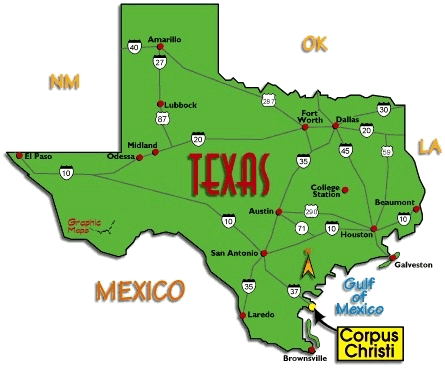 Amarillo
OK
40
40
27
NM
287
Lubbock
87
Fort
Worth
Dallas
30
20
20
LA
Midland
Odessa
El Paso
35
45
59
10
TEXAS
College
Station
Beaumont
Austin
290
10
10
10
71
Houston
Graphic
Maps
San Antonio
Galveston
MEXICO
35
37
Gulf
of
Mexico
Laredo
Corpus
Christi
Brownsville